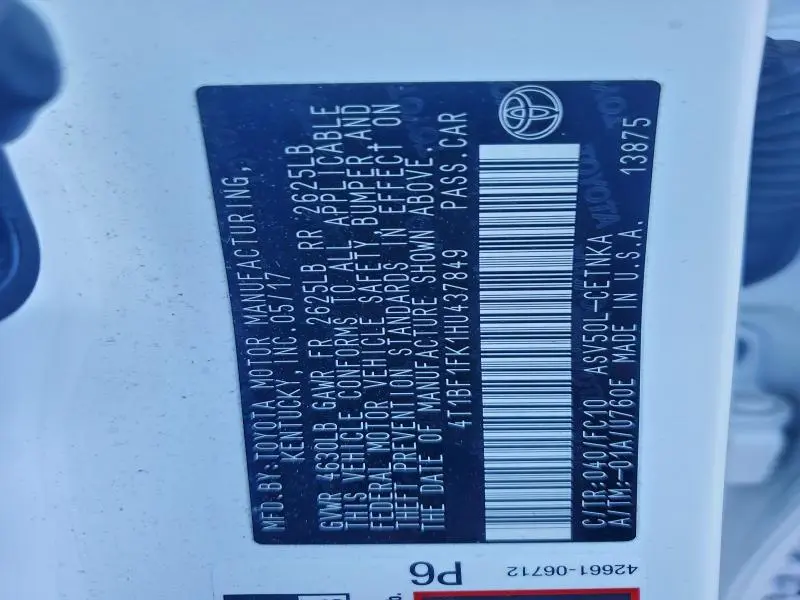 MFD.BY:TOYOTA MOTOR MANUFACTURING,
KENTUCKY, INC.05/17
GVWR 4630LB GAWR FR 2625LB RR 2625LB
THIS VEHICLE CONFORMS TO ALL APPLICABLE
FEDERAL MOTOR VEHICLE SAFETY, BUMPER,AND
THEFT PREVENTION STANDARDS IN EFFECT ON
THE DATE OF MANUFACTURE SHOWN ABOVE.
4T1BF1FK1HU437849 PASS.CAR
C/TR:040/FC10 ASV50L-CETNKA
A/TM:-01A/U760E MADE IN U.S.A. 13875
TOYOTA
42661-06712
P6